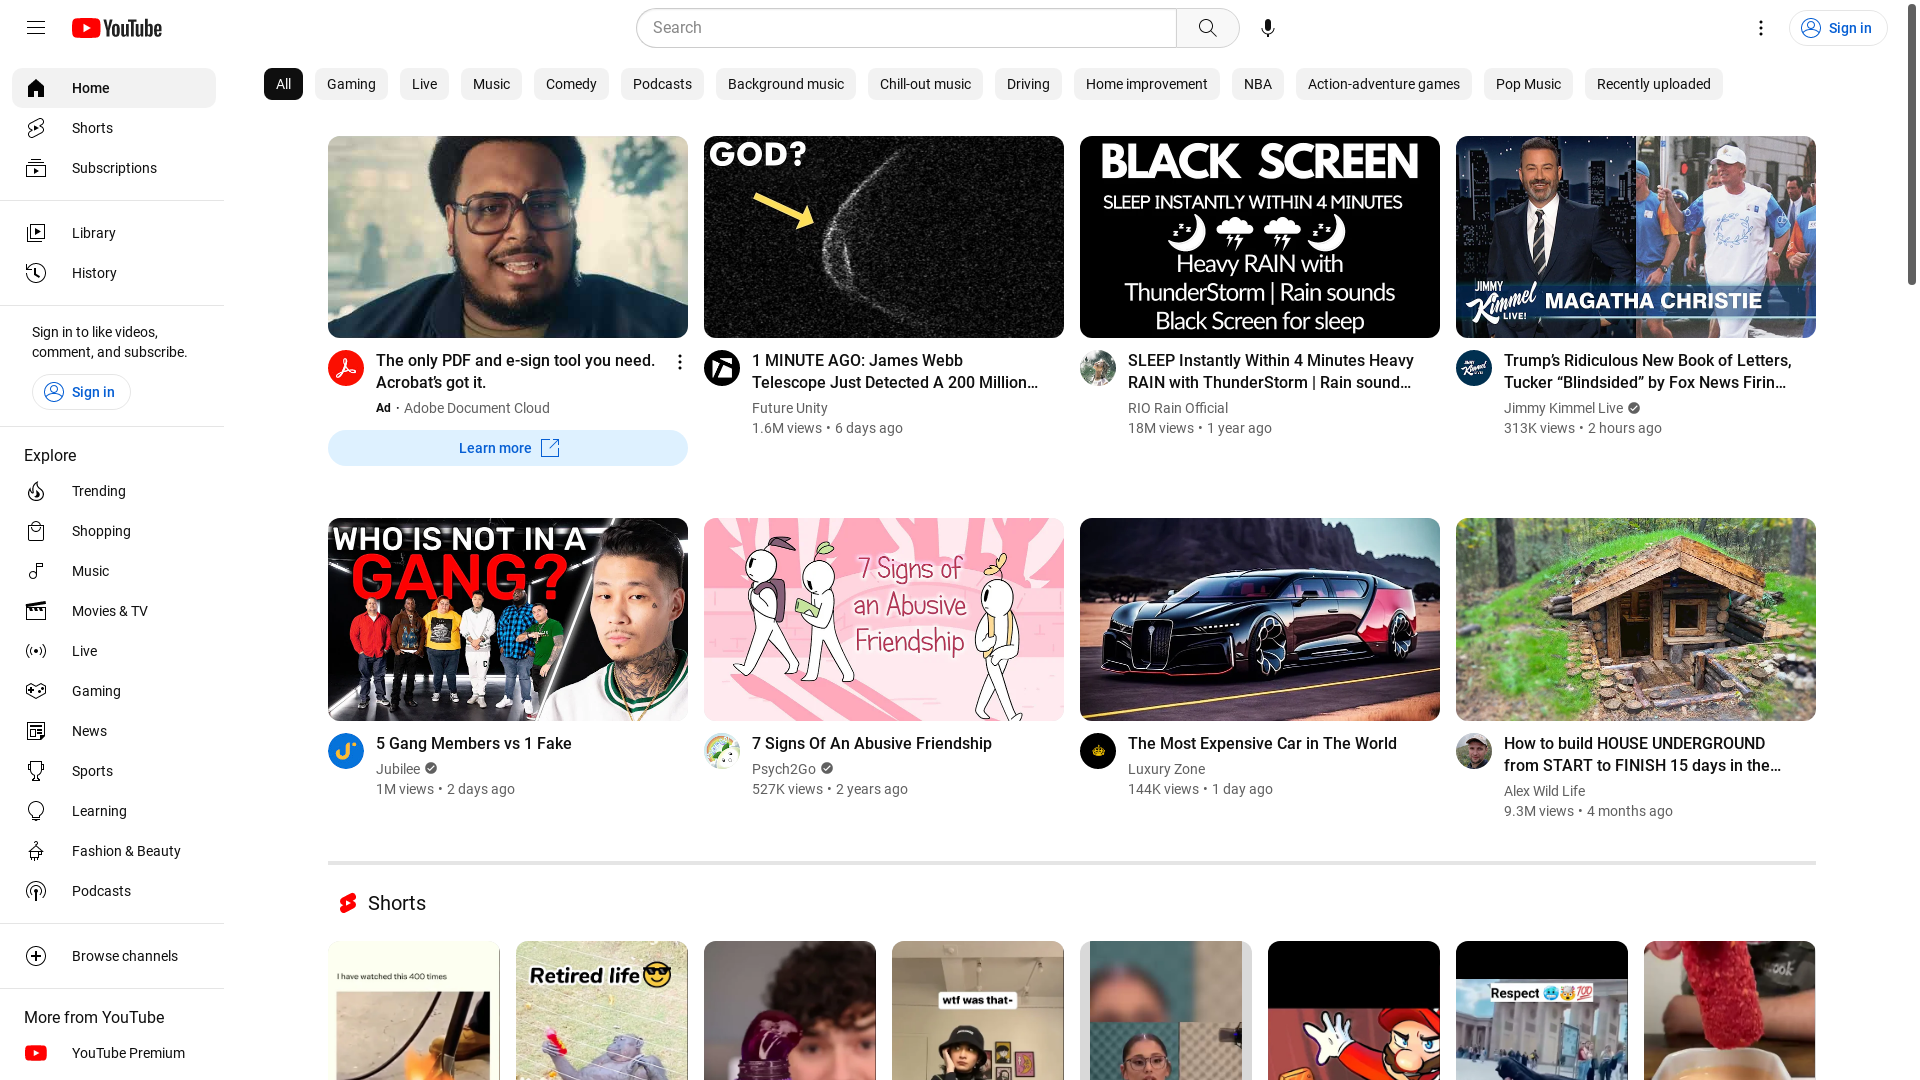 YouTube
Search
Sign in
Home
Shorts
Subscriptions
Library
History
Sign in to like videos,
comment, and subscribe.
Sign in
Explore
Trending
Shopping
Music
Movies & TV
Live
Gaming
News
Sports
Learning
Fashion & Beauty
Podcasts
Browse channels
More from YouTube
YouTube Premium
All
Gaming
Live
Music
Comedy
Podcasts
Background music
Chill-out music
Driving
Home improvement
NBA
Action-adventure games
Pop Music
Recently uploaded
The only PDF and e-sign tool you need.
Acrobat's got it.
Ad · Adobe Document Cloud
Learn more
GOD?
1 MINUTE AGO: James Webb
Telescope Just Detected A 200 Million…
Future Unity
1.6M views • 6 days ago
BLACK SCREEN
SLEEP INSTANTLY WITHIN 4 MINUTES
Heavy RAIN with
ThunderStorm | Rain sounds
Black Screen for sleep
SLEEP Instantly Within 4 Minutes Heavy
RAIN with ThunderStorm | Rain sound…
RIO Rain Official
18M views • 1 year ago
JIMMY
Kimmel
LIVE!
MAGATHA CHRISTIE
Trump's Ridiculous New Book of Letters,
Tucker “Blindsided” by Fox News Firin…
Jimmy Kimmel Live
313K views • 2 hours ago
WHO IS NOT IN A
GANG?
5 Gang Members vs 1 Fake
Jubilee
1M views • 2 days ago
7 Signs of
an Abusive
Friendship
7 Signs Of An Abusive Friendship
Psych2Go
527K views • 2 years ago
The Most Expensive Car in The World
Luxury Zone
144K views • 1 day ago
How to build HOUSE UNDERGROUND
from START to FINISH 15 days in the…
Alex Wild Life
9.3M views • 4 months ago
Shorts
I have watched this 400 times
Retired life
wtf was that-
Respect 100